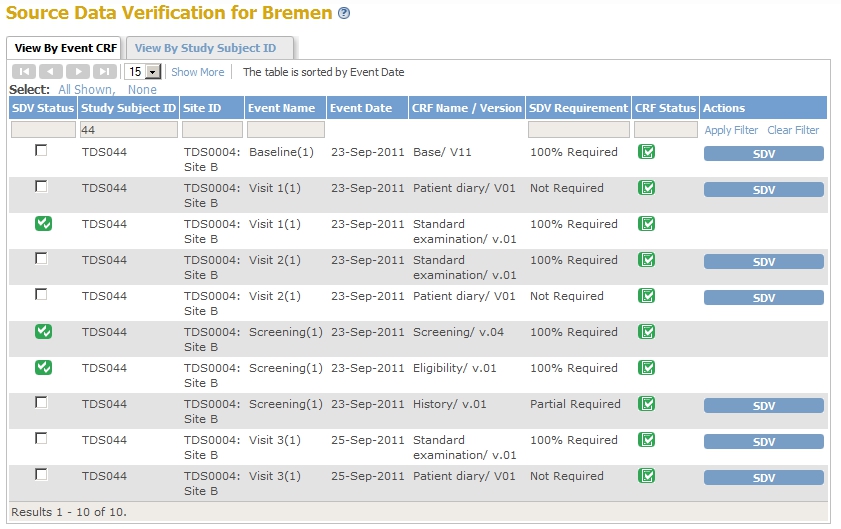 Source Data Verification for Bremen ?
View By Event CRF View By Study Subject ID
15 Show More The table is sorted by Event Date
Select: All Shown, None
SDV Status Study Subject ID Site ID Event Name Event Date CRF Name / Version SDV Requirement CRF Status Actions
44 Apply Filter Clear Filter
TDS044 TDS0004: Baseline(1) 23-Sep-2011 Base/ V11 100% Required SDV
Site B
TDS044 TDS0004: Visit 1(1) 23-Sep-2011 Patient diary/ V01 Not Required SDV
Site B
TDS044 TDS0004: Visit 1(1) 23-Sep-2011 Standard 100% Required
Site B examination/ v.01
TDS044 TDS0004: Visit 2(1) 23-Sep-2011 Standard 100% Required SDV
Site B examination/ v.01
TDS044 TDS0004: Visit 2(1) 23-Sep-2011 Patient diary/ V01 Not Required SDV
Site B
TDS044 TDS0004: Screening(1) 23-Sep-2011 Screening/ v.04 100% Required
Site B
TDS044 TDS0004: Screening(1) 23-Sep-2011 Eligibility/ v.01 100% Required
Site B
TDS044 TDS0004: Screening(1) 23-Sep-2011 History/ v.01 Partial Required SDV
Site B
TDS044 TDS0004: Visit 3(1) 25-Sep-2011 Standard 100% Required SDV
Site B examination/ v.01
TDS044 TDS0004: Visit 3(1) 25-Sep-2011 Patient diary/ V01 Not Required SDV
Site B
Results 1 - 10 of 10.